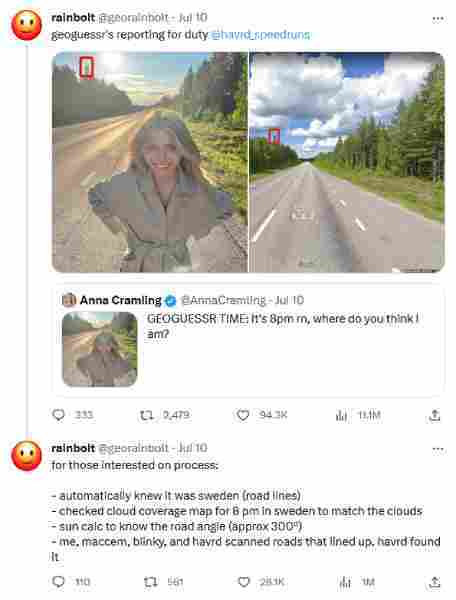 rainbolt @georainbolt · Jul 10
geoguessr's reporting for duty @havrd_speedruns
Anna Cramling @AnnaCramling · Jul 10
GEOGUESSR TIME: It's 8pm rn, where do you think I
am?
333
2,479
94.3K
11.1M
rainbolt @georainbolt · Jul 10
for those interested on process:
- automatically knew it was sweden (road lines)
- checked cloud coverage map for 8 pm in sweden to match the clouds
- sun calc to know the road angle (approx 300º)
- me, maccem, blinky, and havrd scanned roads that lined up. havrd found
it
110
561
28.1K
1M